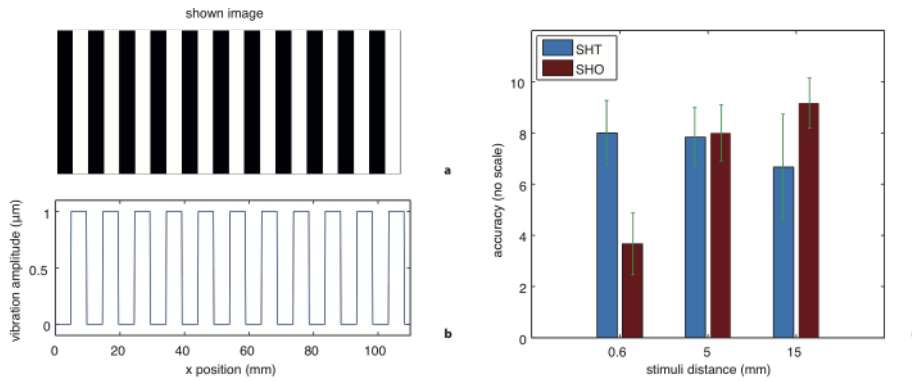 shown image
a
vibration amplitude (μm)
1
0.5
0
0 20 40 60 80 100
x position (mm)
b
SHT
SHO
accuracy (no scale)
10
8
6
4
2
0
0.6 5 15
stimuli distance (mm)